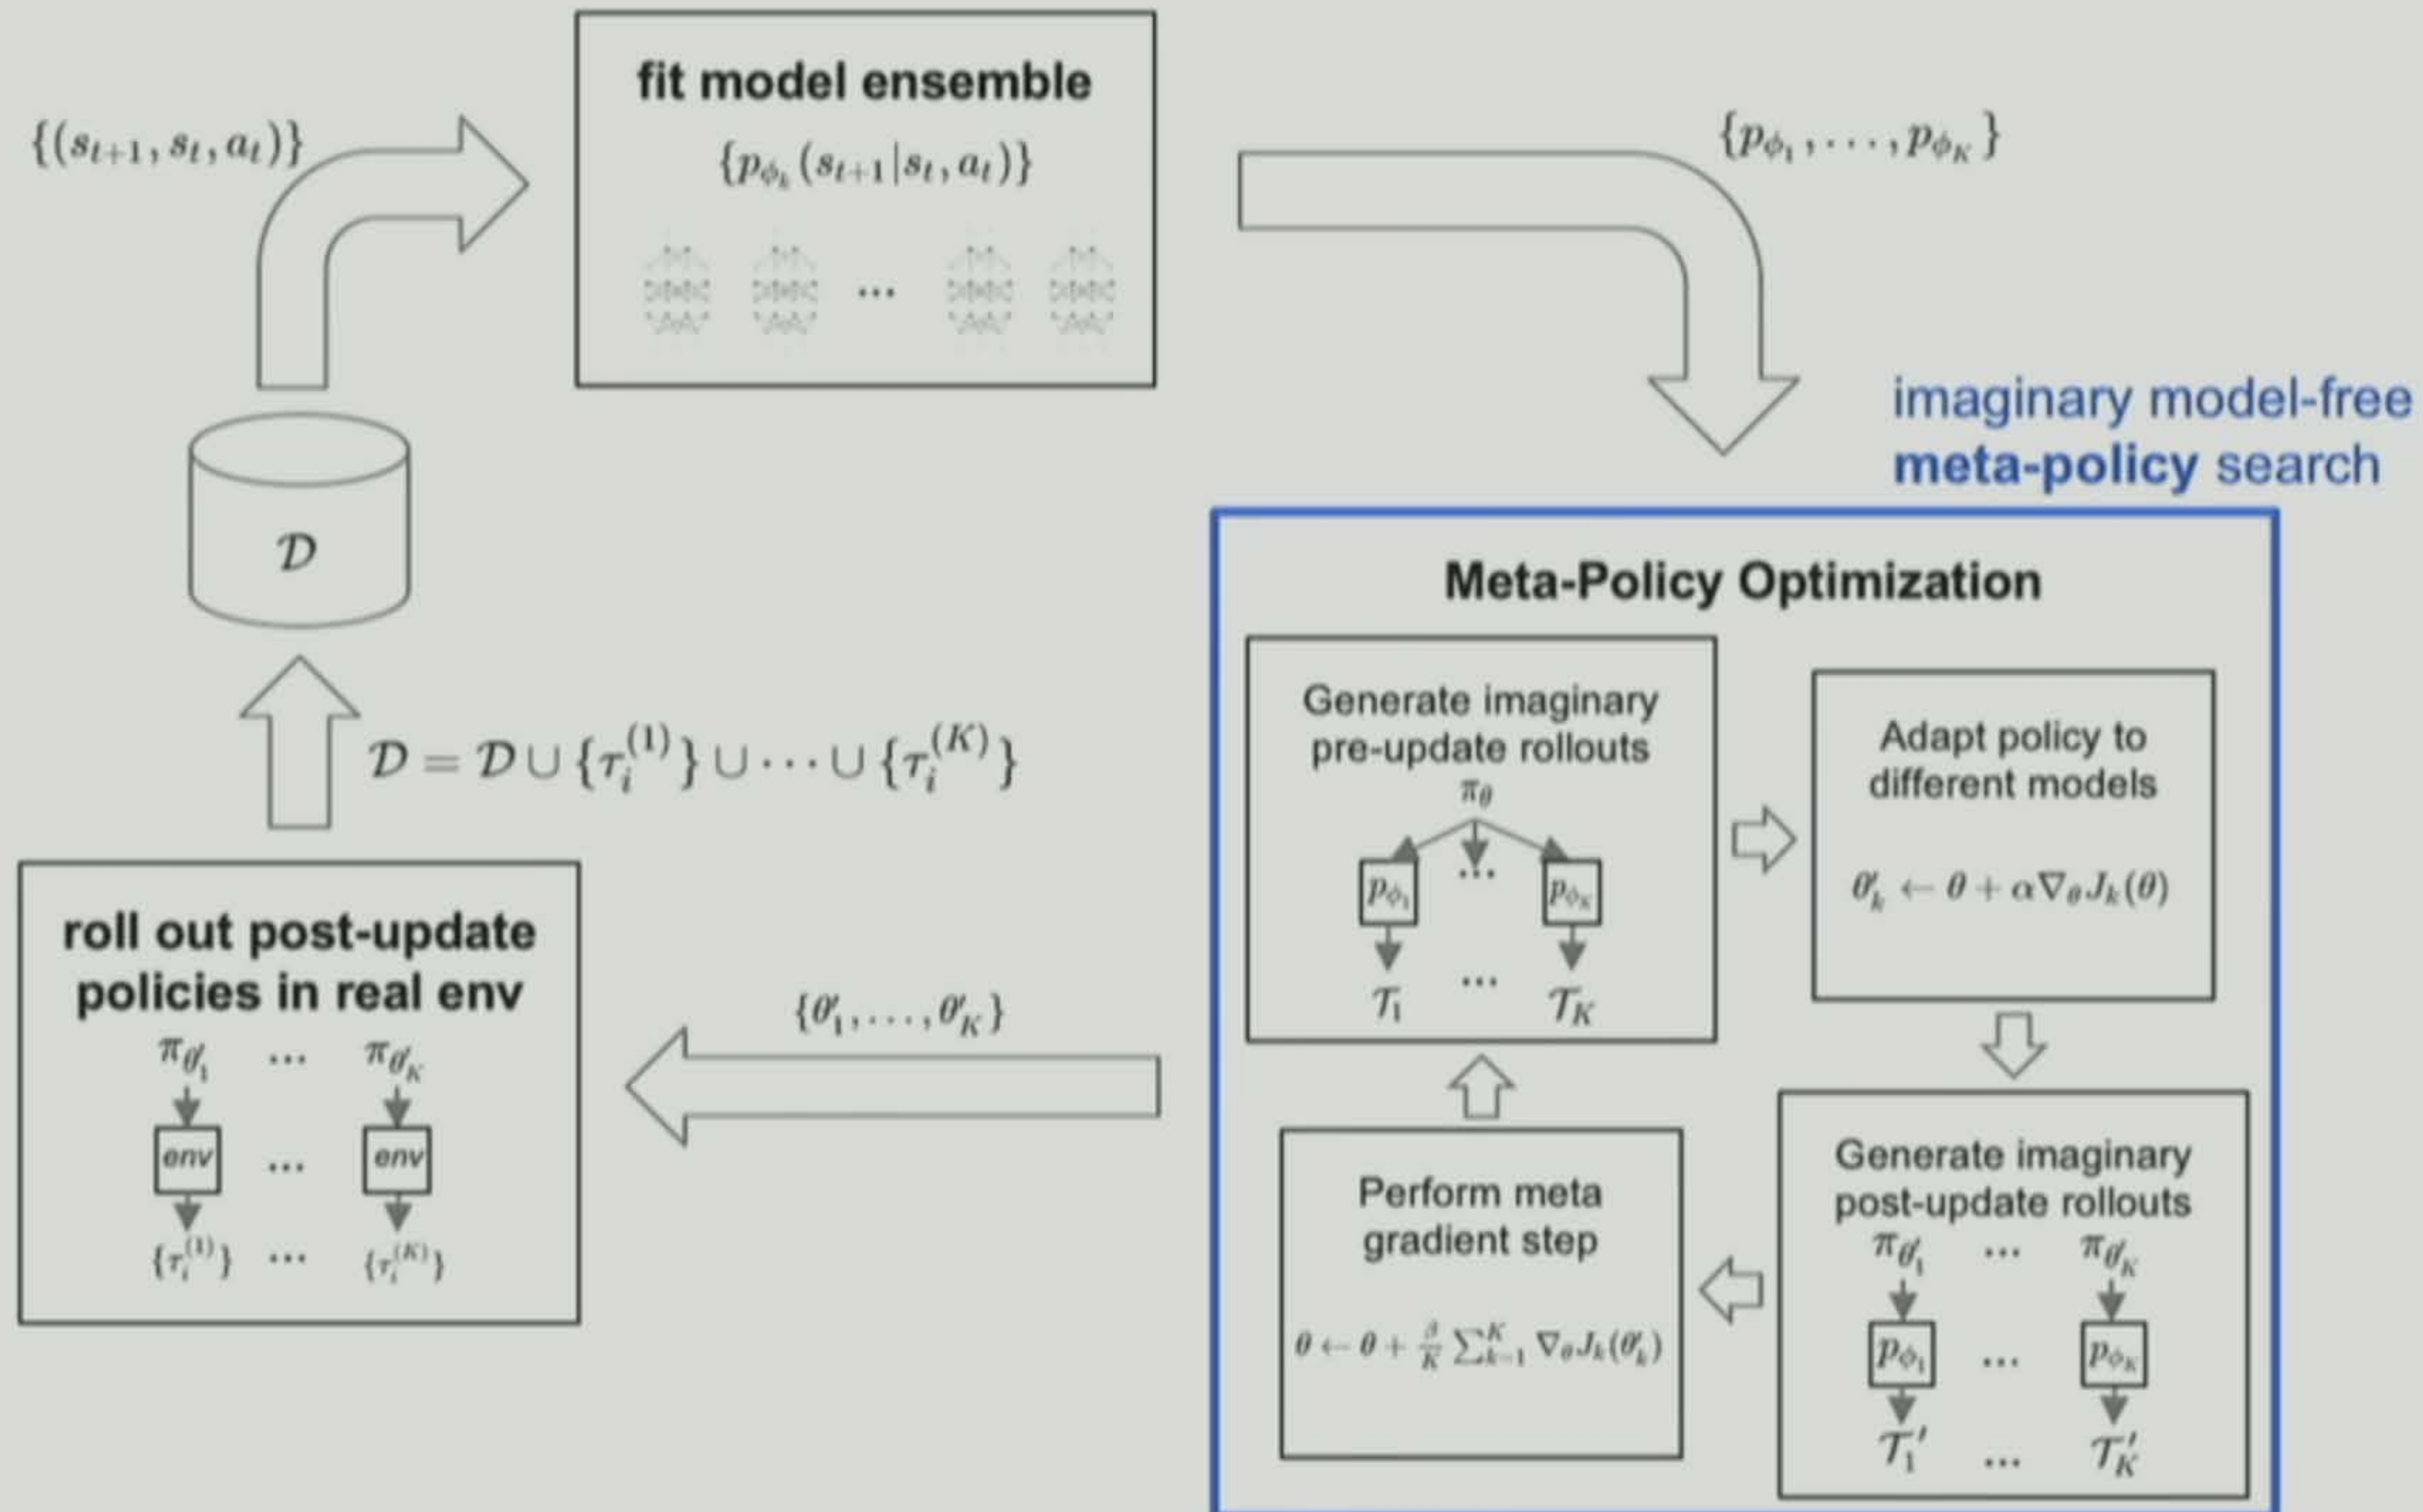 {(s_{t+1}, s_t, a_t)}
fit model ensemble
{p_{ϕ_k}(s_{t+1}|s_t, a_t)}
...
{p_{ϕ_1}, . . . , p_{ϕ_K}}
imaginary model-free
meta-policy search
𝒟
𝒟 = 𝒟 ∪ {τ_i^{(1)}} ∪ ··· ∪ {τ_i^{(K)}}
roll out post-update
policies in real env
π_{θ'_1} ... π_{θ'_K}
env ... env
{τ_i^{(1)}} ... {τ_i^{(K)}}
{θ'_1, . . . , θ'_K}
Meta-Policy Optimization
Generate imaginary
pre-update rollouts
π_θ
p_{ϕ_1} ... p_{ϕ_K}
𝒯_1 ... 𝒯_K
Adapt policy to
different models
θ'_k ← θ + α∇_θ J_k(θ)
Generate imaginary
post-update rollouts
π_{θ'_1} ... π_{θ'_K}
p_{ϕ_1} ... p_{ϕ_K}
𝒯_1' ... 𝒯_K'
Perform meta
gradient step
θ ← θ + \frac{β}{K} ∑_{k=1}^{K} ∇_θ J_k(θ'_k)